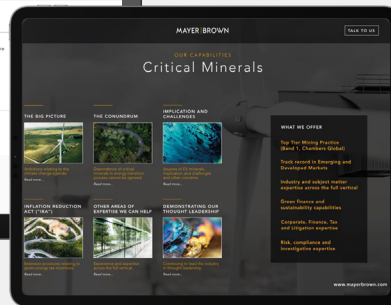 MAYER | BROWN
TALK TO US
OUR CAPABILITIES
Critical Minerals
THE BIG PICTURE
THE CONUNDRUM
IMPLICATION AND
CHALLENGES
Read more.
Read more.
Read more.
INFLATION REDUCTION
ACT ("IRA")
OTHER AREAS OF
EXPERTISE WE CAN HELP
DEMONSTRATING OUR
THOUGHT LEADERSHIP
Read more.
Read more.
Read more.
WHAT WE OFFER
Top Tier Mining Practice
(Band 1, Chambers Global)
Track record in Emerging and
Developed Markets
Industry and subject matter
expertise across the full vertical
Green finance and
sustainability capabilities
Corporate, Finance, Tax
and Litigation expertise
Risk, compliance and
investigative expertise
www.mayerbrown.com